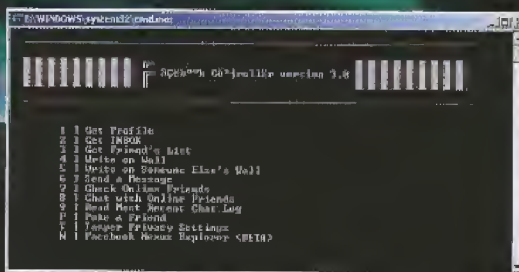 C:\WINDOWS\system32\cmd.exe
Controller version 3.0
1 ] Get Profile
2 ] Get INBOX
3 ] Get Friend's List
4 ] Write on Wall
5 ] Write on Someone Else's Wall
6 ] Send a Message
7 ] Check Online Friends
8 ] Chat with Online Friends
9 ] Read Most Recent Chat Log
P ] Poke a Friend
T ] Tamper Privacy Settings
N ] Facebook Nexus Explorer <BETA>